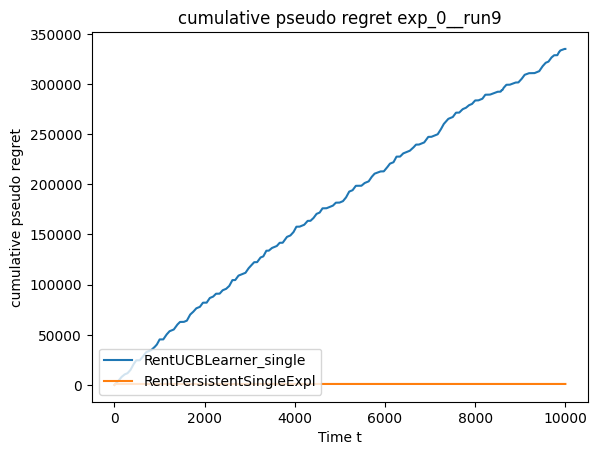 cumulative pseudo regret exp_0__run9
cumulative pseudo regret
350000
300000
250000
200000
150000
100000
50000
0
RentUCBLearner_single
RentPersistentSingleExpl
0
2000
4000
6000
8000
10000
Time t